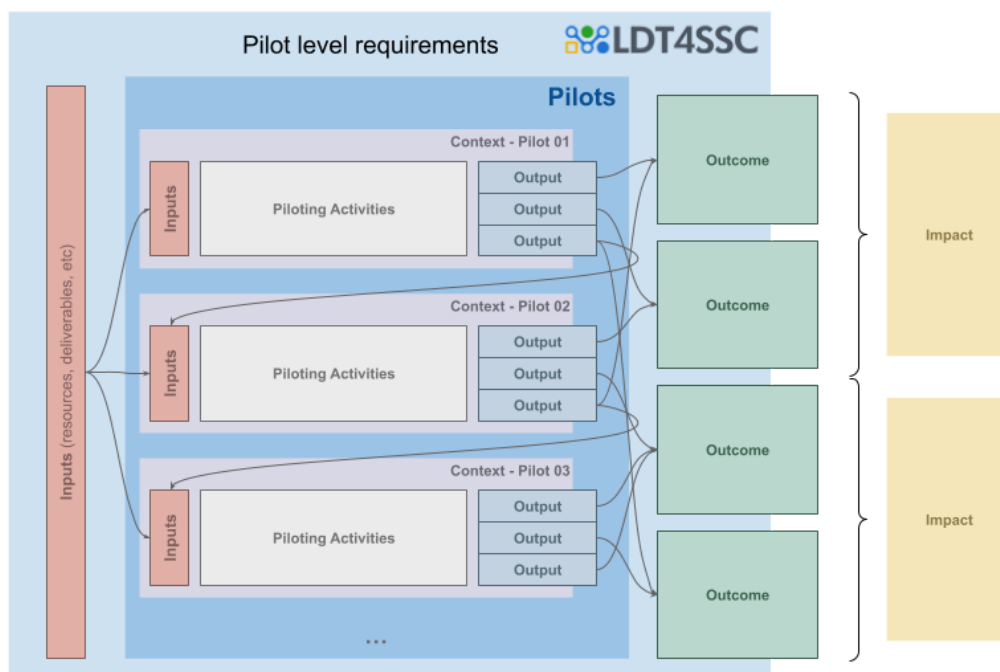 Pilot level requirements
LDT4SSC
Pilots
Inputs (resources, deliverables, etc)
Context - Pilot 01
Inputs
Piloting Activities
Output
Output
Output
Context - Pilot 02
Inputs
Piloting Activities
Output
Output
Output
Context - Pilot 03
Inputs
Piloting Activities
Output
Output
Output
...
Outcome
Outcome
Outcome
Outcome
Impact
Impact